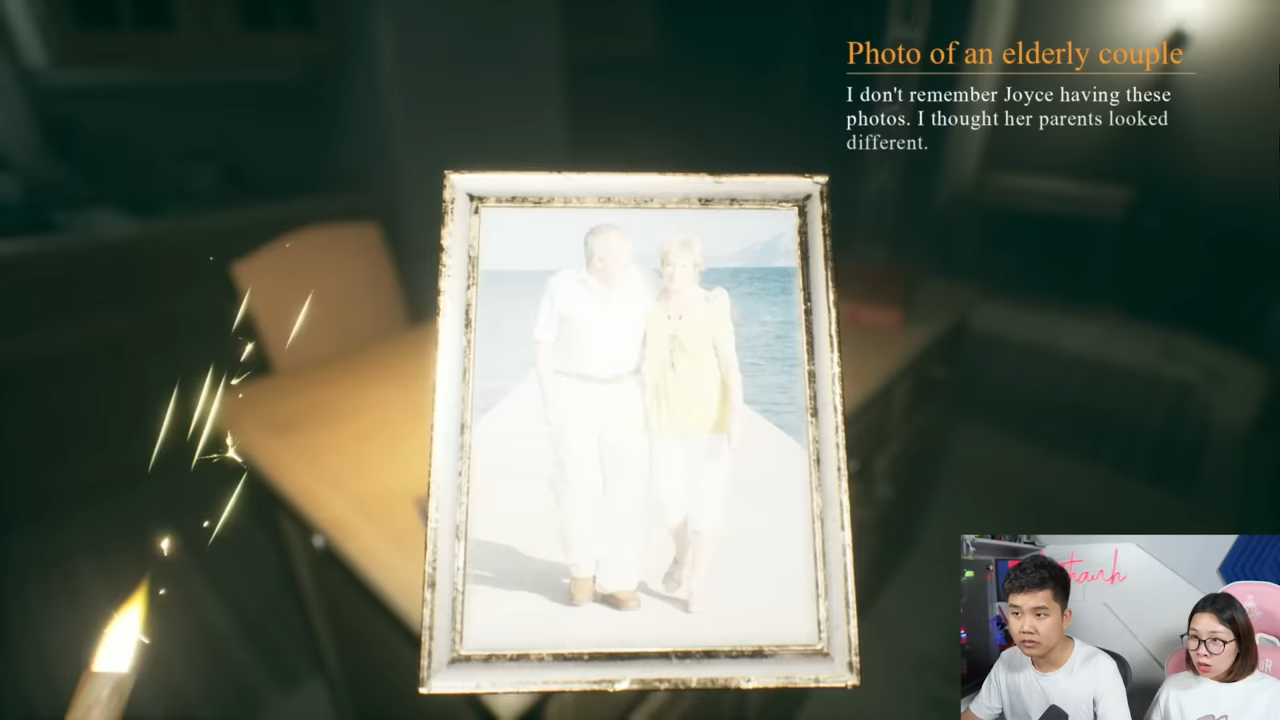 Photo of an elderly couple
I don't remember Joyce having these
photos. I thought her parents looked
different.